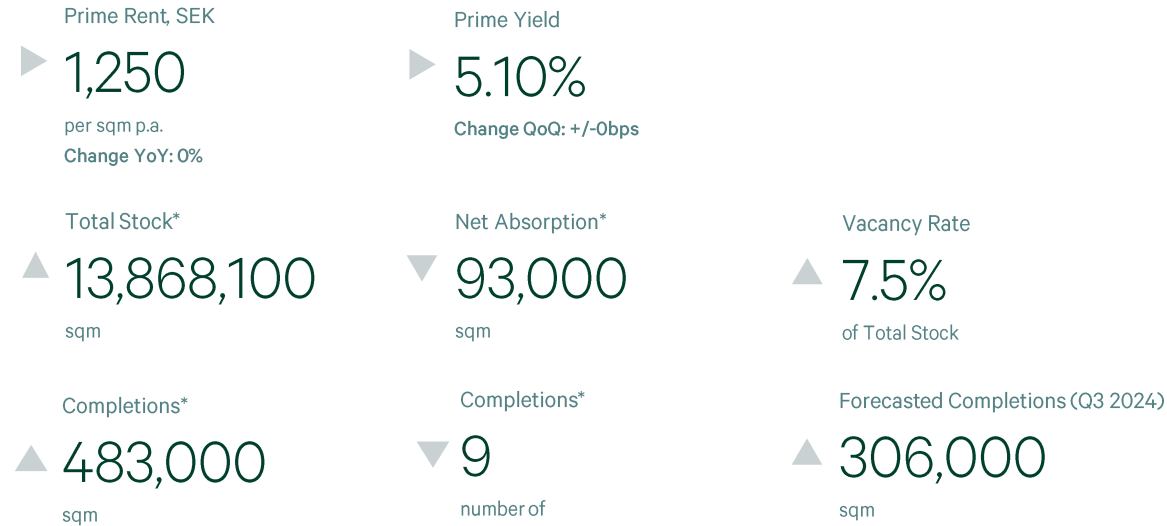 Prime Rent, SEK
1,250
per sqm p.a.
Change YoY: 0%
Prime Yield
5.10%
Change QoQ: +/-0bps
Total Stock*
13,868,100
sqm
Net Absorption*
93,000
sqm
Vacancy Rate
7.5%
of Total Stock
Completions*
483,000
sqm
Completions*
9
number of
Forecasted Completions (Q3 2024)
306,000
sqm